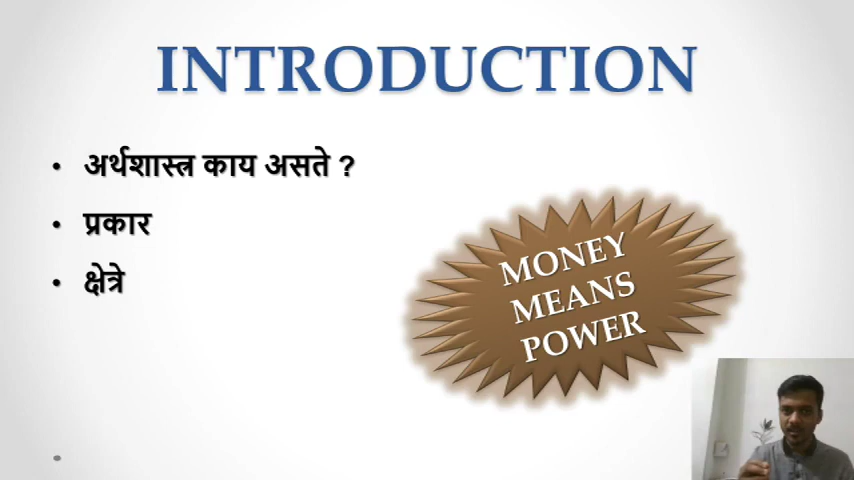 INTRODUCTION
• अर्थशास्त्र काय असते ?
• प्रकार
• क्षेत्रे
MONEY
MEANS
POWER